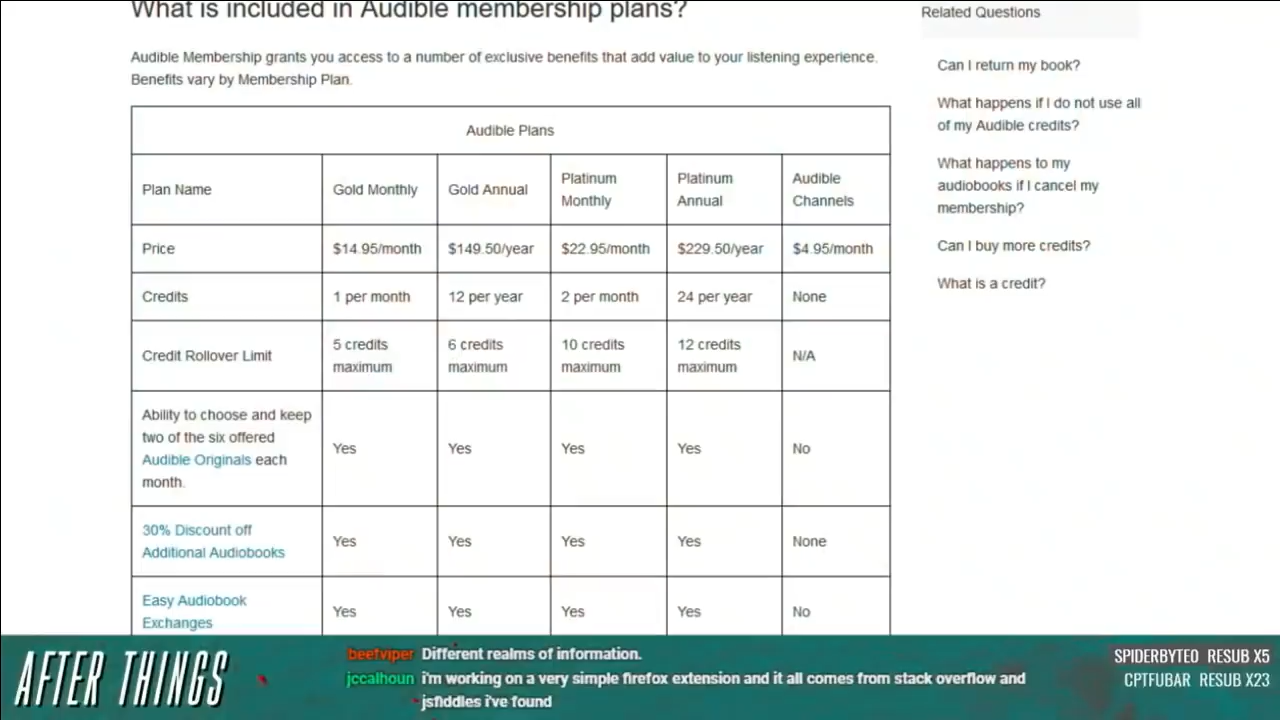 What is included in Audible membership plans?
Audible Membership grants you access to a number of exclusive benefits that add value to your listening experience.
Benefits vary by Membership Plan.
Audible Plans
Plan Name
Gold Monthly
Gold Annual
Platinum
Monthly
Platinum
Annual
Audible
Channels
Price
$14.95/month
$149.50/year
$22.95/month
$229.50/year
$4.95/month
Credits
1 per month
12 per year
2 per month
24 per year
None
Credit Rollover Limit
5 credits
maximum
6 credits
maximum
10 credits
maximum
12 credits
maximum
N/A
Ability to choose and keep
two of the six offered
Audible Originals each
month.
Yes
Yes
Yes
Yes
No
30% Discount off
Additional Audiobooks
Yes
Yes
Yes
Yes
None
Easy Audiobook
Exchanges
Yes
Yes
Yes
Yes
No
Related Questions
Can I return my book?
What happens if I do not use all
of my Audible credits?
What happens to my
audiobooks if I cancel my
membership?
Can I buy more credits?
What is a credit?
AFTER THINGS
beefviper Different realms of information.
jccalhoun i'm working on a very simple firefox extension and it all comes from stack overflow and
jsfiddles i've found
SPIDERBYTE0 RESUB X5
CPTFUBAR RESUB X23